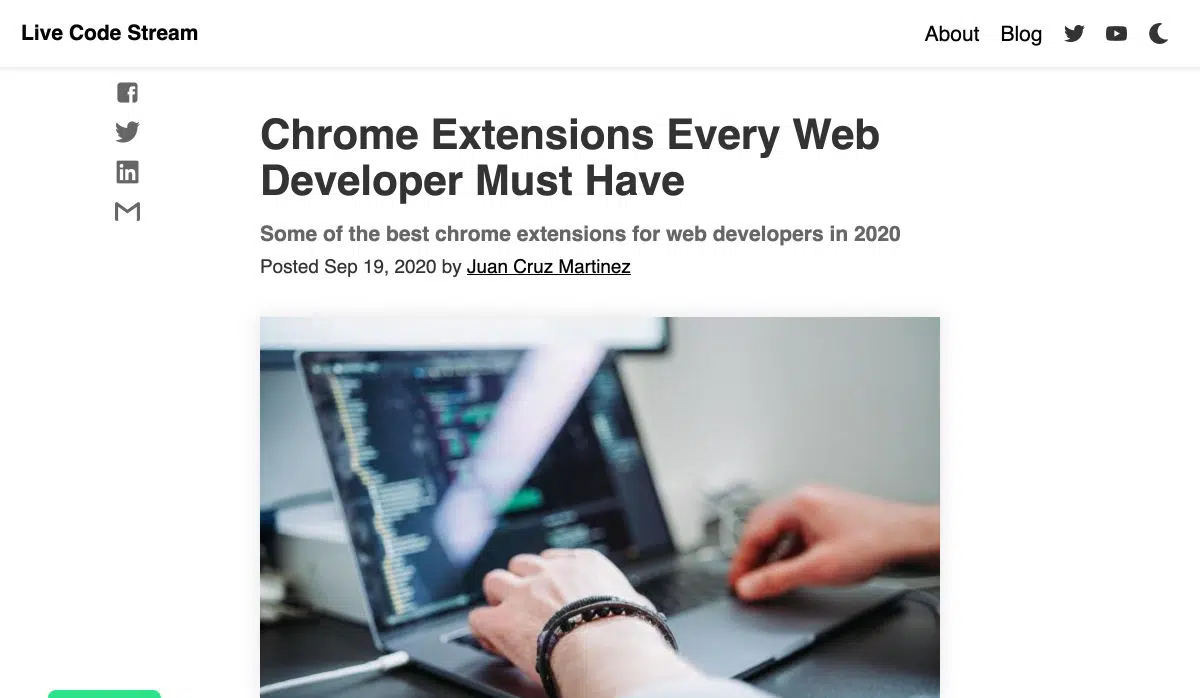 Live Code Stream
About Blog
Chrome Extensions Every Web
Developer Must Have
Some of the best chrome extensions for web developers in 2020
Posted Sep 19, 2020 by Juan Cruz Martinez